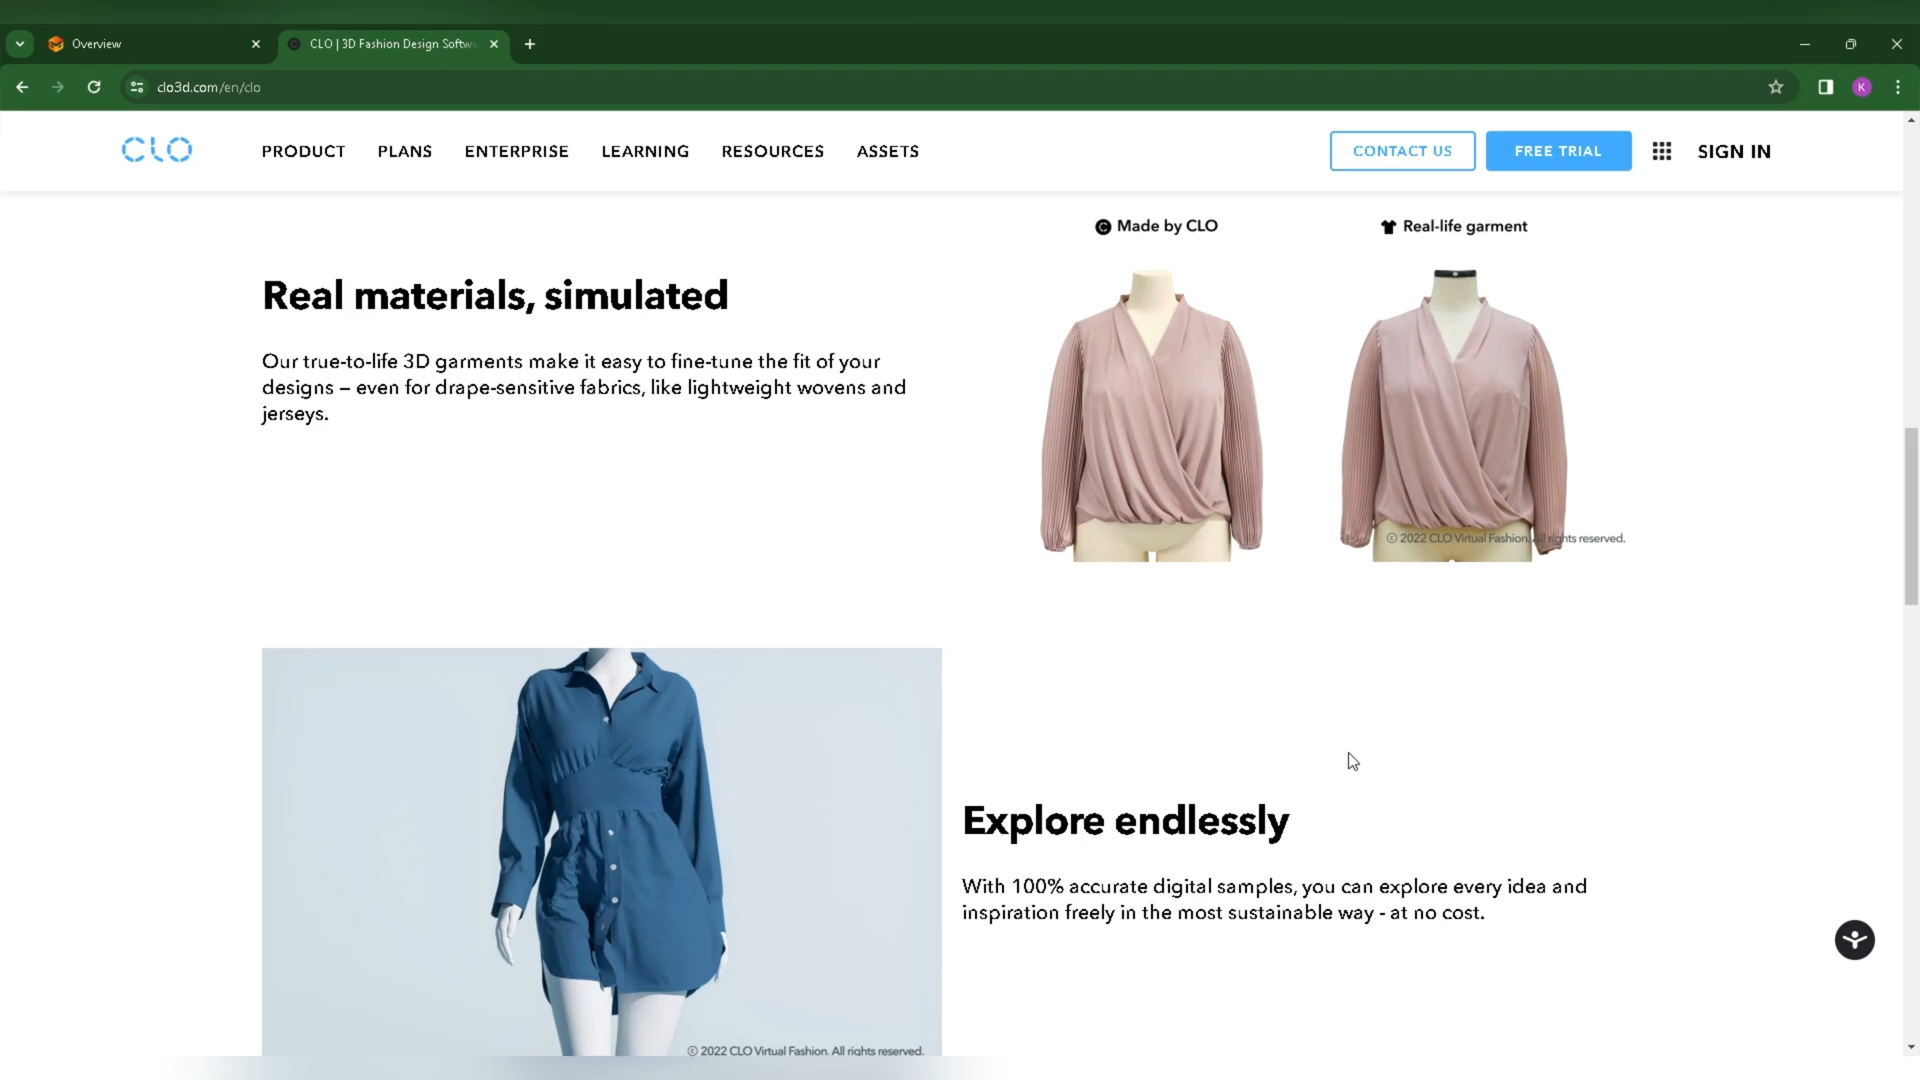 Overview
CLO | 3D Fashion Design Softw
clo3d.com/en/clo
K
CLO
PRODUCT
PLANS
ENTERPRISE
LEARNING
RESOURCES
ASSETS
CONTACT US
FREE TRIAL
SIGN IN
Made by CLO
Real-life garment
Real materials, simulated
Our true-to-life 3D garments make it easy to fine-tune the fit of your
designs – even for drape-sensitive fabrics, like lightweight wovens and
jerseys.
© 2022 CLO Virtual Fashion. All rights reserved.
Explore endlessly
With 100% accurate digital samples, you can explore every idea and
inspiration freely in the most sustainable way - at no cost.
© 2022 CLO Virtual Fashion. All rights reserved.